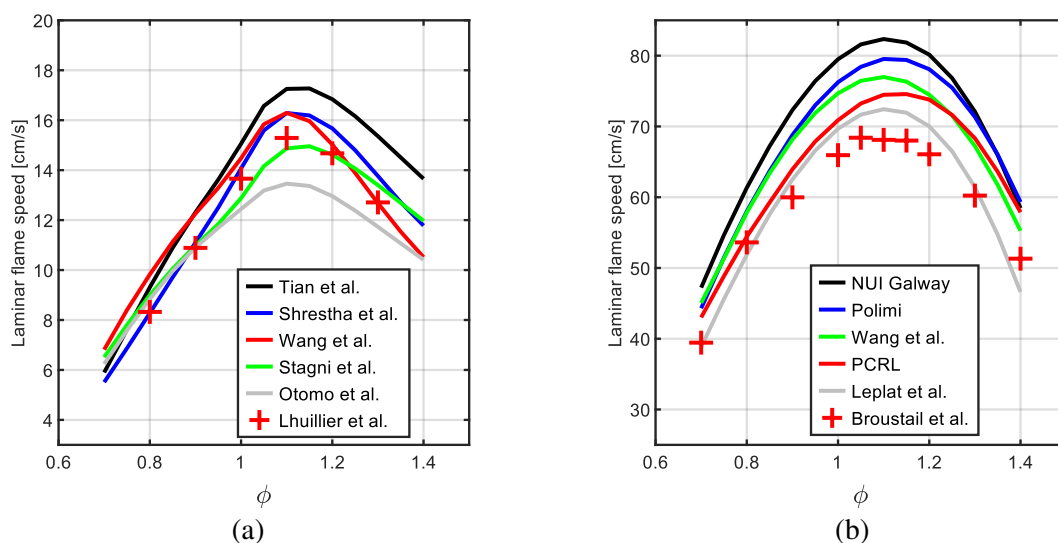 20
18
16
14
12
10
8
6
4
Laminar flame speed [cm/s]
Tian et al.
Shrestha et al.
Wang et al.
Stagni et al.
Otomo et al.
Lhuillier et al.
0.6 0.8 1 1.2 1.4
ϕ
(a)
80
70
60
50
40
30
Laminar flame speed [cm/s]
NUI Galway
Polimi
Wang et al.
PCRL
Leplat et al.
Broustail et al.
0.6 0.8 1 1.2 1.4
ϕ
(b)